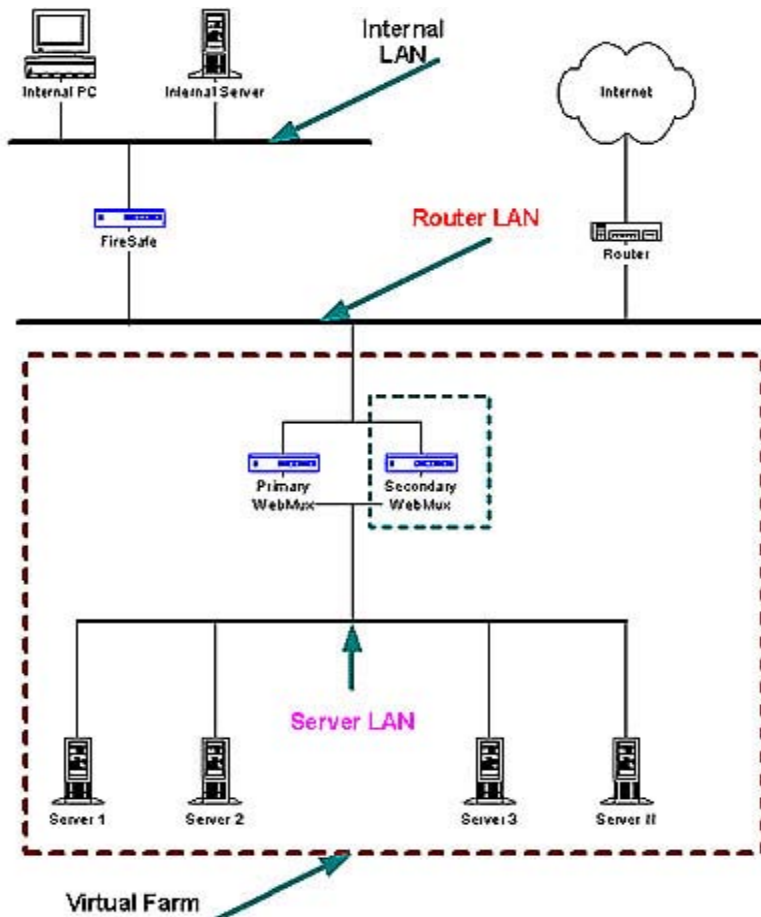 Internal
LAN
Internal PC
Internal Server
Internet
FireSafe
Router LAN
Router
Primary
WebMux
Secondary
WebMux
Server LAN
Server 1
Server 2
Server 3
Server N
Virtual Farm